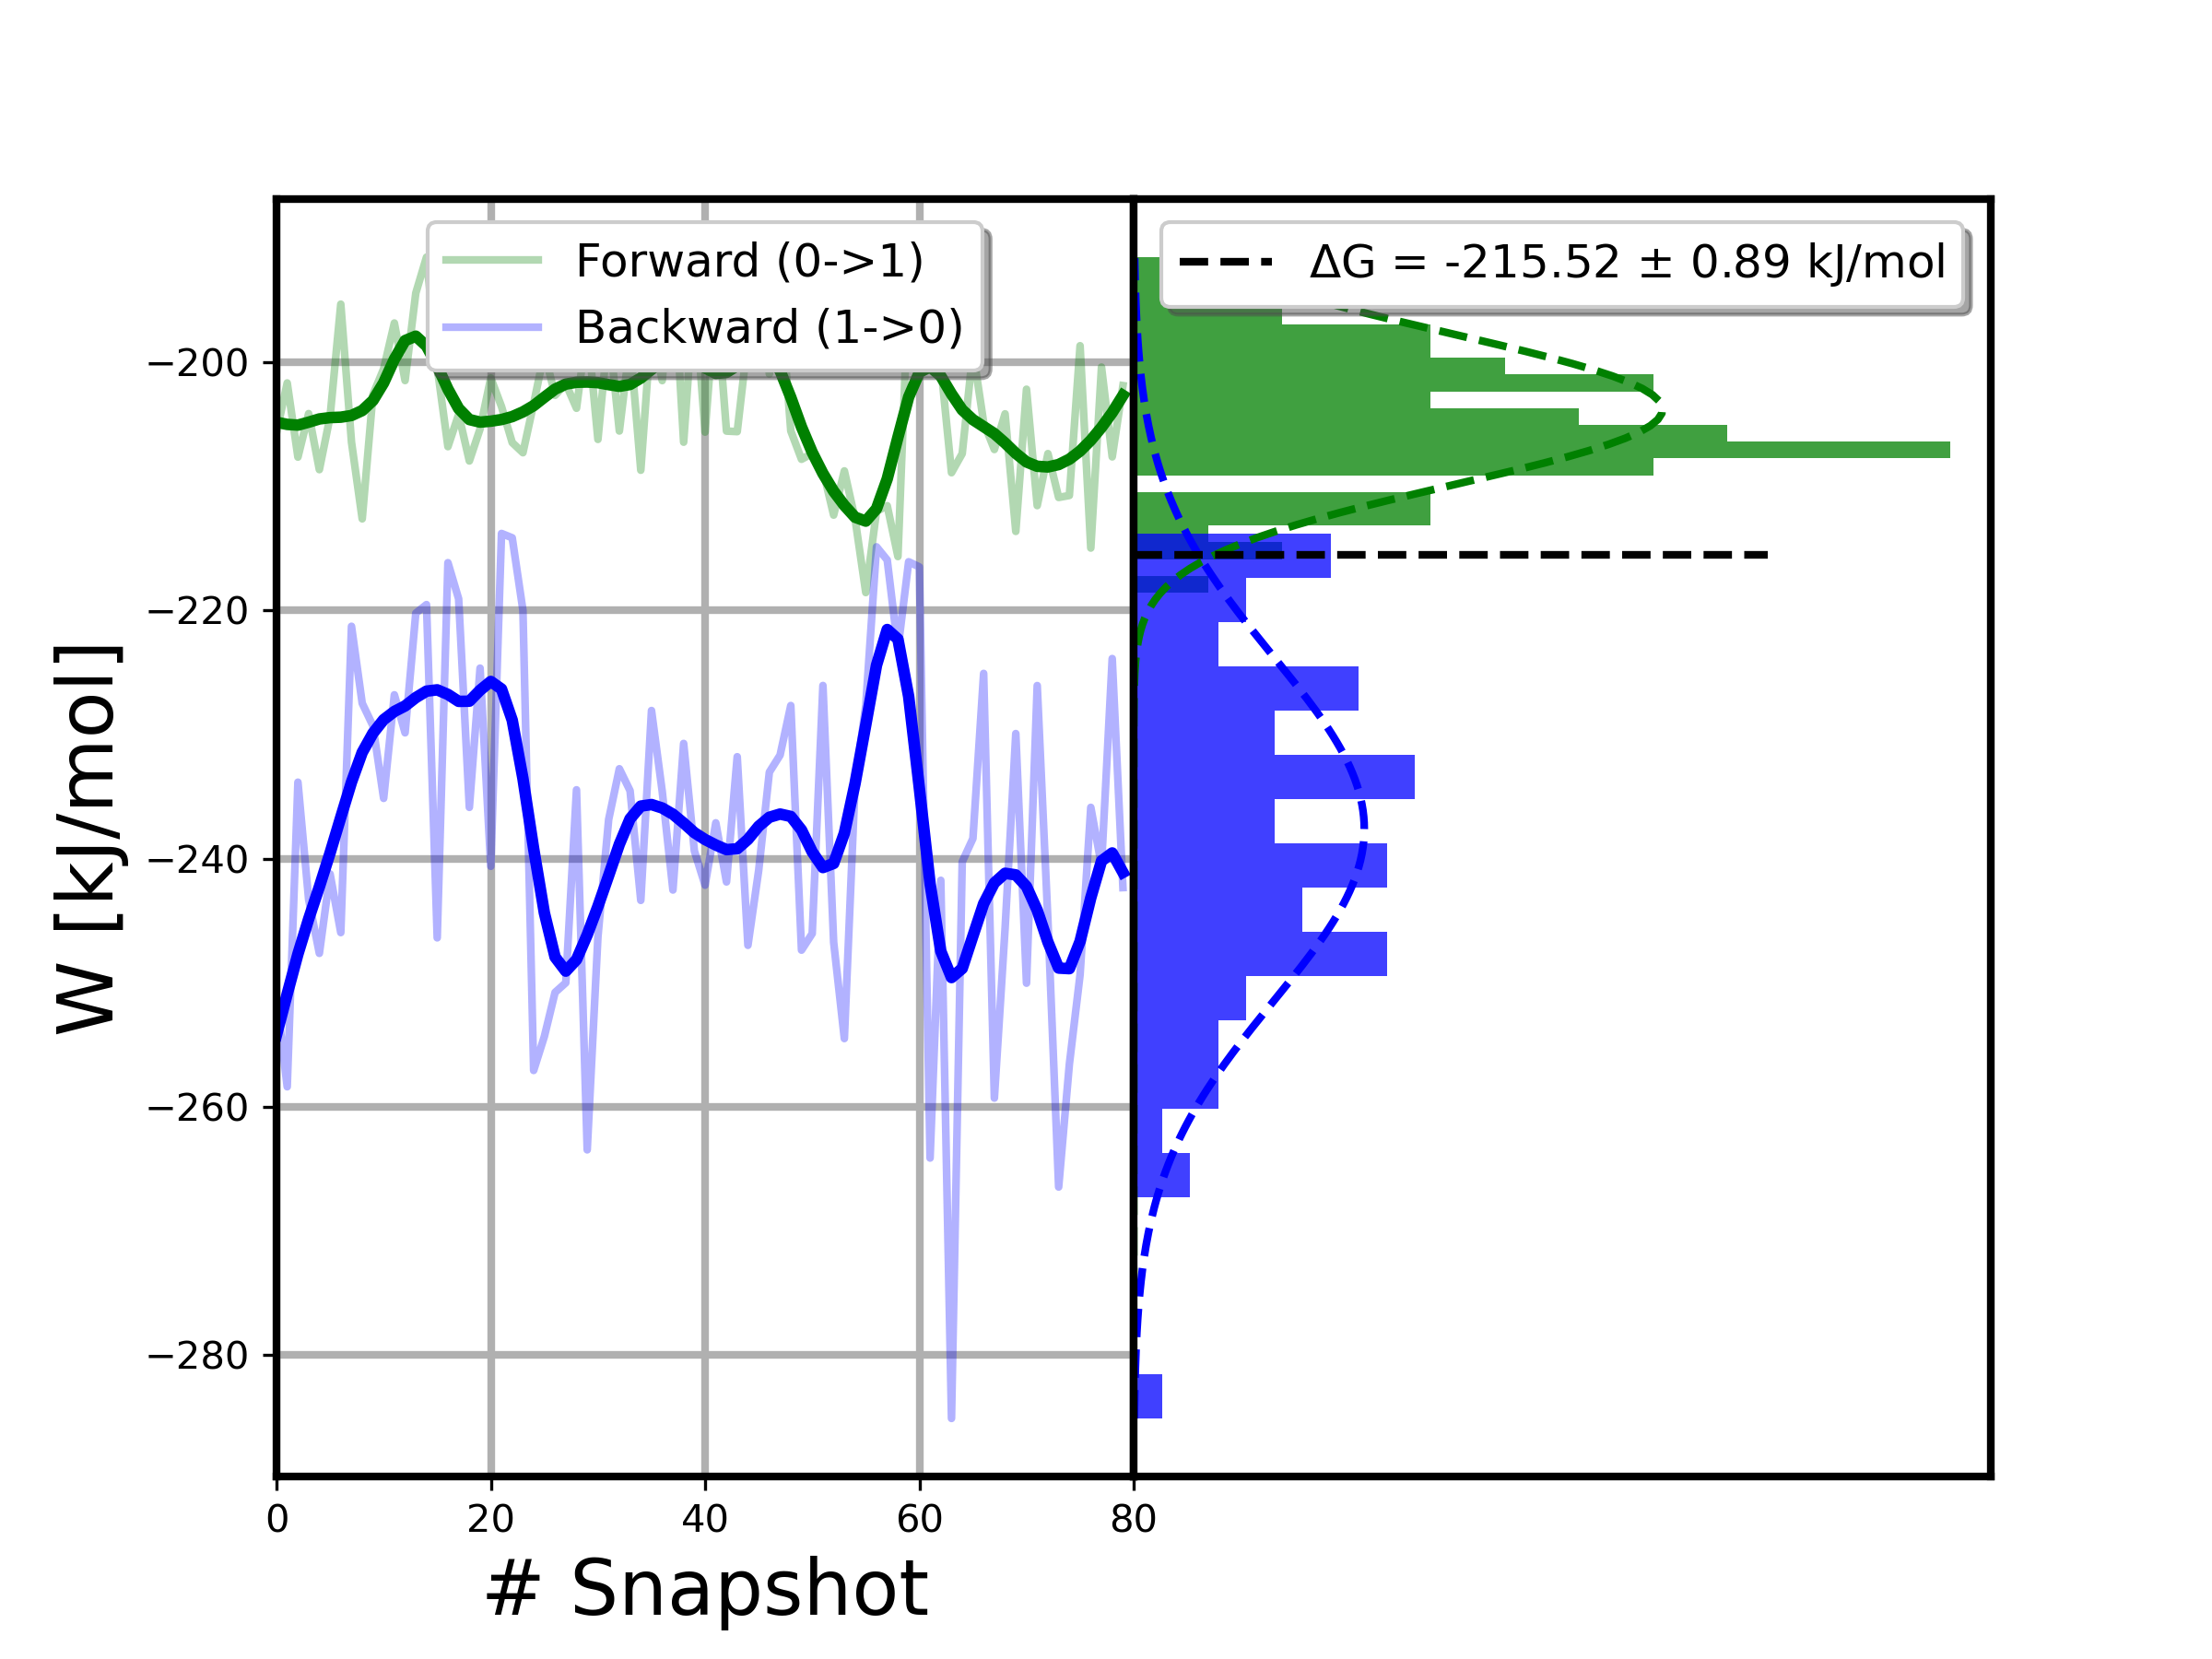 Forward (0->1)
Backward (1->0)
ΔG = -215.52 ± 0.89 kJ/mol
−200
−220
−240
−260
−280
W [kJ/mol]
0 20 40 60 80
# Snapshot